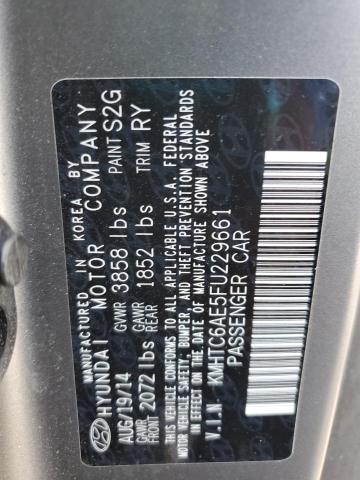 MANUFACTURED IN KOREA BY
HYUNDAI MOTOR COMPANY
AUG/19/14 GVWR 3858 lbs PAINT S2G
GAWR FRONT 2072 lbs GAWR REAR 1852 lbs TRIM RY
THIS VEHICLE CONFORMS TO ALL APPLICABLE U.S.A FEDERAL
MOTOR VEHICLE SAFETY, BUMPER, AND THEFT PREVENTION STANDARDS
IN EFFECT ON THE DATE OF MANUFACTURE SHOWN ABOVE
V.I.N KMHTC6AE5FU229661
PASSENGER CAR